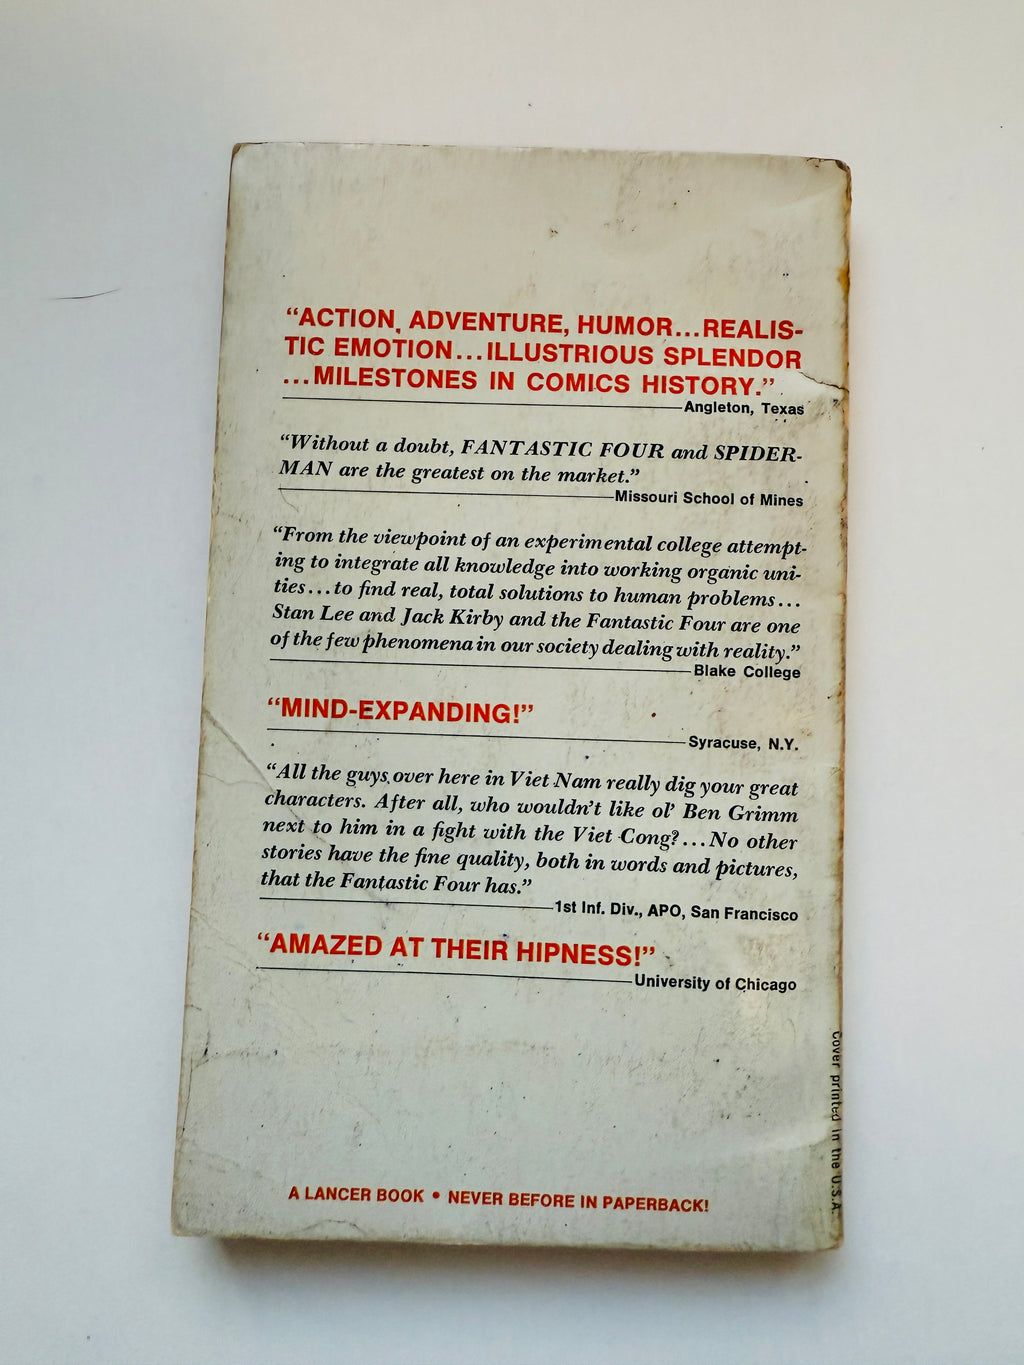 “ACTION, ADVENTURE, HUMOR...REALIS-
TIC EMOTION...ILLUSTRIOUS SPLENDOR
...MILESTONES IN COMICS HISTORY.”
Angleton, Texas
“Without a doubt, FANTASTIC FOUR and SPIDER-
MAN are the greatest on the market.”
Missouri School of Mines
“From the viewpoint of an experimental college attempt-
ing to integrate all knowledge into working organic uni-
ties...to find real, total solutions to human problems...
Stan Lee and Jack Kirby and the Fantastic Four are one
of the few phenomena in our society dealing with reality.”
Blake College
“MIND-EXPANDING!”
Syracuse, N.Y.
“All the guys over here in Viet Nam really dig your great
characters. After all, who wouldn’t like ol’ Ben Grimm
next to him in a fight with the Viet Cong?...No other
stories have the fine quality, both in words and pictures,
that the Fantastic Four has.”
1st Inf. Div., APO, San Francisco
“AMAZED AT THEIR HIPNESS!”
University of Chicago
Cover printed in the U.S.A.
A LANCER BOOK • NEVER BEFORE IN PAPERBACK!